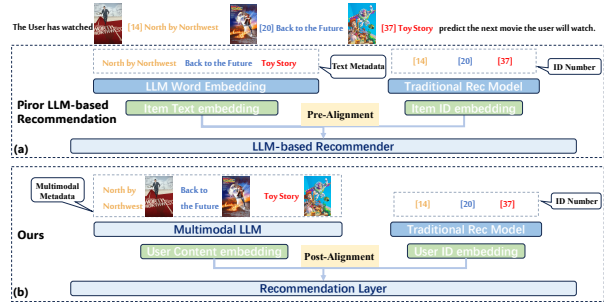 The User has watched [14] North by Northwest [20] Back to the Future [37] Toy Story predict the next movie the user will watch.
North by Northwest Back to the Future Toy Story
Text Metadata
[14] [20] [37]
ID Number
LLM Word Embedding
Traditional Rec Model
Piror LLM-based
Recommendation
Item Text embedding
Pre-Alignment
Item ID embedding
(a)
LLM-based Recommender
Multimodal
Metadata
North by
Northwest
Back to
the Future
Toy Story
[14] [20] [37]
ID Number
Ours
Multimodal LLM
Traditional Rec Model
User Content embedding
Post-Alignment
User ID embedding
(b)
Recommendation Layer